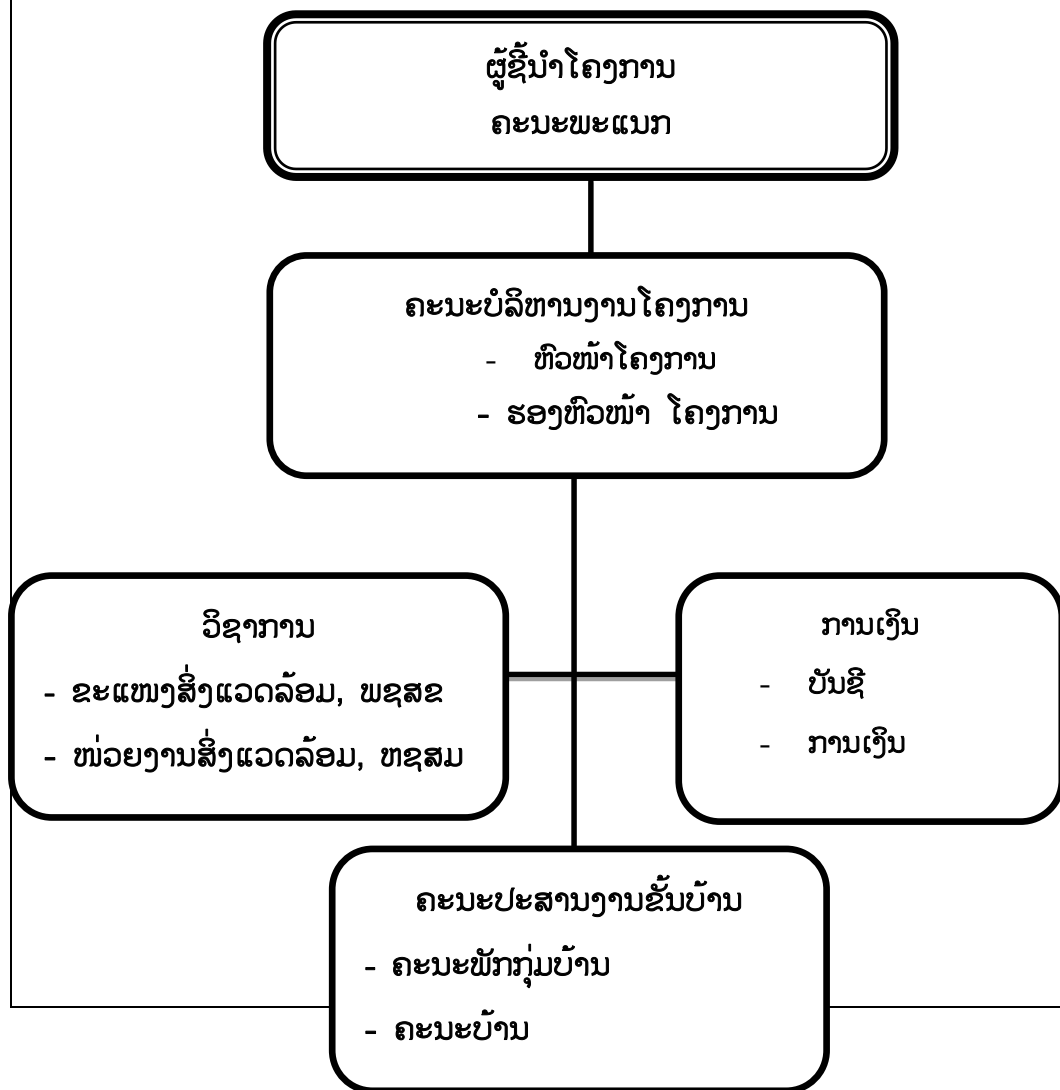 ຜູ້ຊີ້ນຳໂຄງການ
ຄະນະພະແນກ
ຄະນະບໍລິຫານງານໂຄງການ
- ຫົວໜ້າໂຄງການ
- ຮອງຫົວໜ້າ ໂຄງການ
ວິຊາການ
- ຂະແໜງສິ່ງແວດລ້ອມ, ພຊສຂ
- ໜ່ວຍງານສິ່ງແວດລ້ອມ, ຫຊສມ
ການເງິນ
- ບັນຊີ
- ການເງິນ
ຄະນະປະສານງານຂັ້ນບ້ານ
- ຄະນະພັກກຸ່ມບ້ານ
- ຄະນະບ້ານ